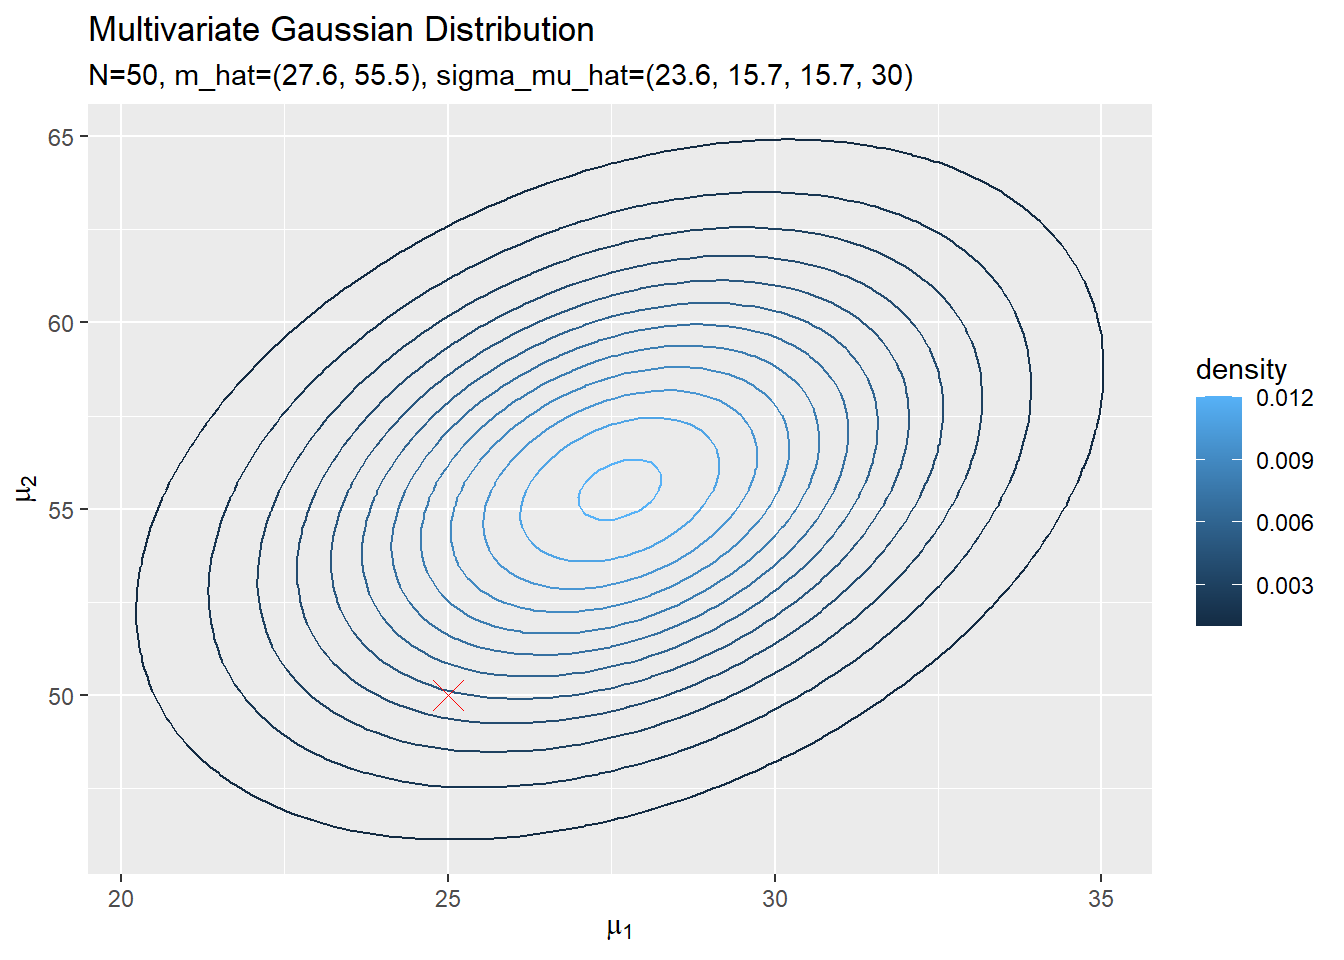 Multivariate Gaussian Distribution
N=50, m_hat=(27.6, 55.5), sigma_mu_hat=(23.6, 15.7, 15.7, 30)
65
60
55
50
μ2
20 25 30 35
μ1
density
0.012
0.009
0.006
0.003